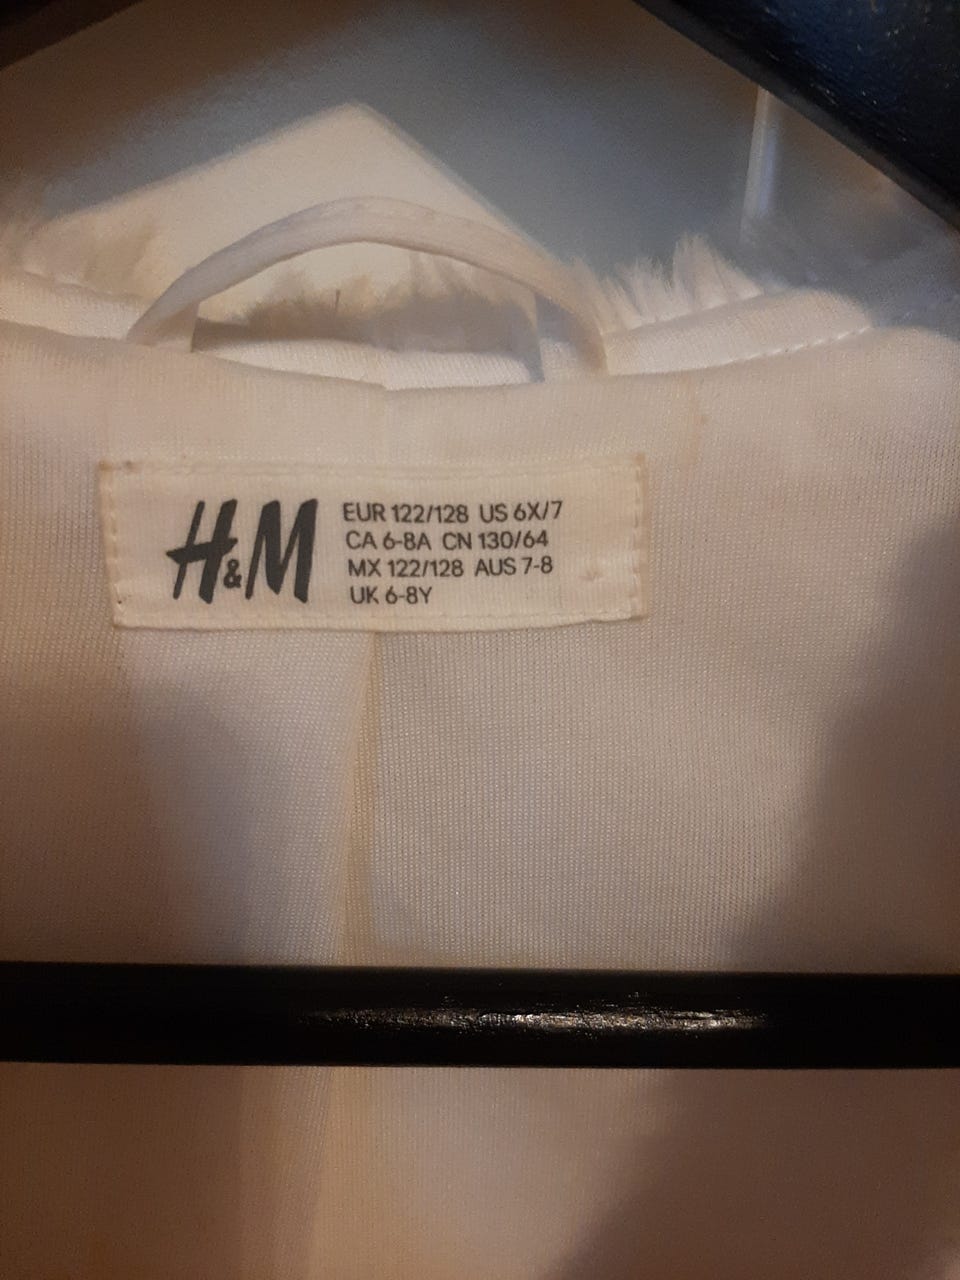 H&M
EUR 122/128 US 6X/7
CA 6-8A CN 130/64
MX 122/128 AUS 7-8
UK 6-8Y